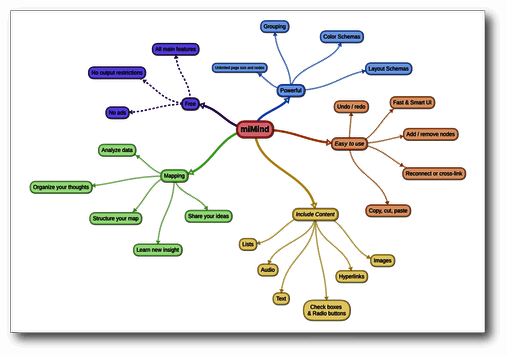 miMind
Powerful
Grouping
Color Schemas
Layout Schemas
Unlimited page size and nodes
Easy to use
Undo / redo
Fast & Smart UI
Add / remove nodes
Reconnect or cross-link
Copy, cut, paste
Include Content
Images
Hyperlinks
Check boxes
& Radio buttons
Text
Audio
Lists
Mapping
Share your ideas
Learn new insight
Structure your map
Organize your thoughts
Analyze data
Free
No ads
No output restrictions
All main features